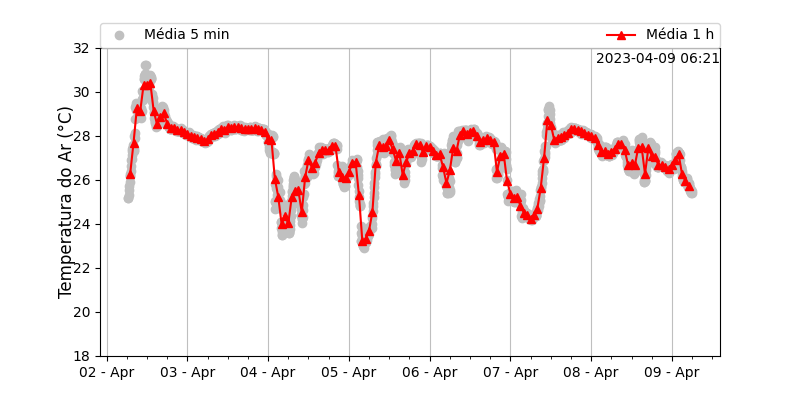 Média 5 min
Média 1 h
2023-04-09 06:21
Temperatura do Ar (°C)
32
30
28
26
24
22
20
18
02 - Apr
03 - Apr
04 - Apr
05 - Apr
06 - Apr
07 - Apr
08 - Apr
09 - Apr